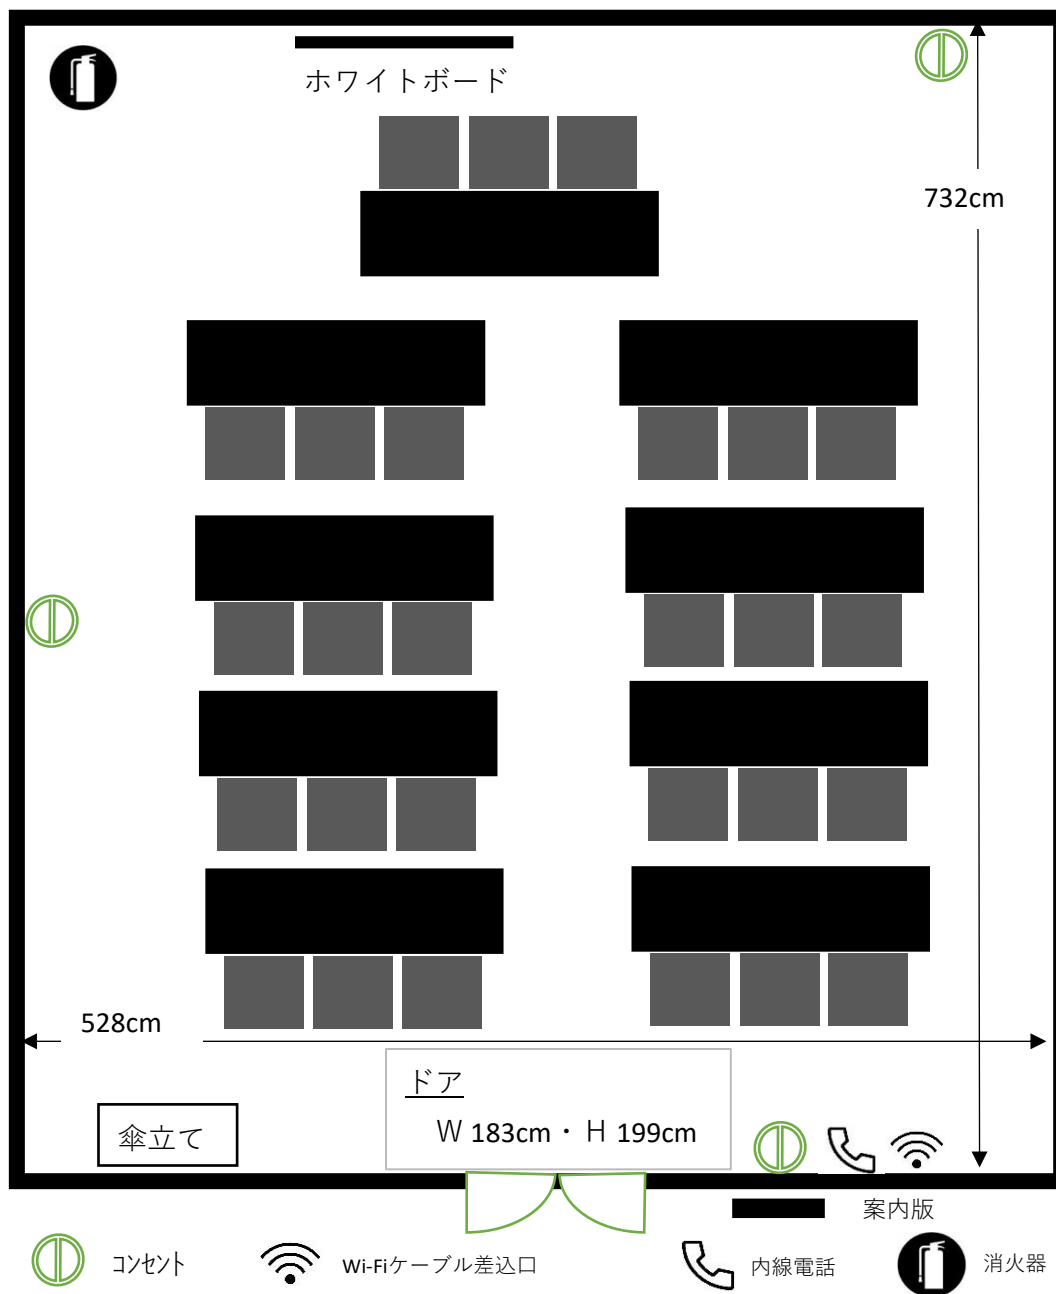 ホワイトボード
732cm
528cm
ドア
W 183cm・H 199cm
傘立て
案内版
コンセント
Wi-Fiケーブル差込口
内線電話
消火器